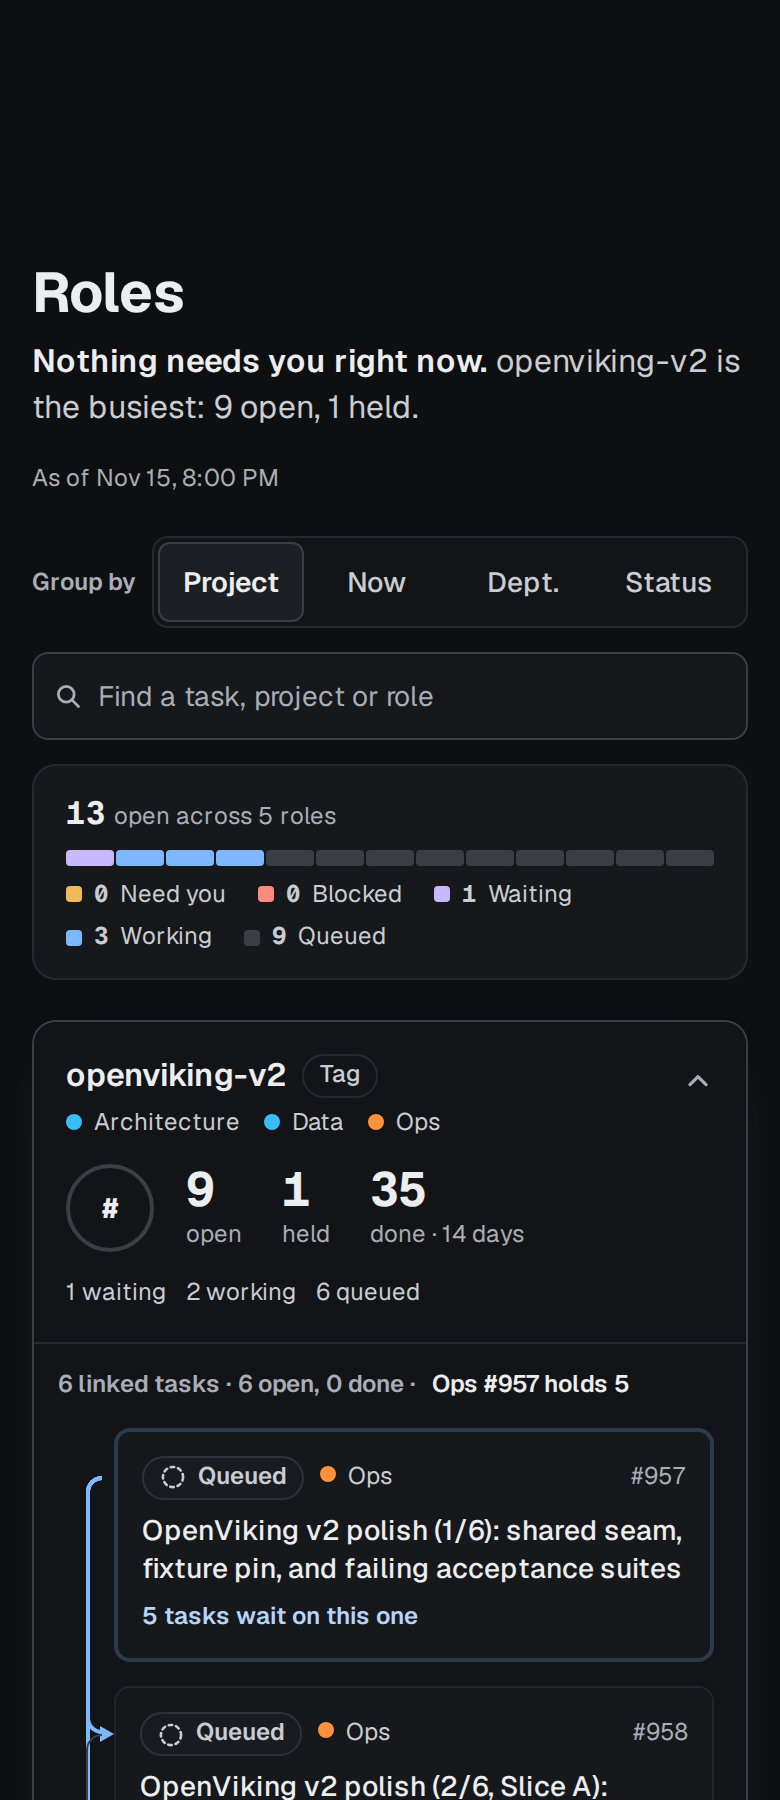 Roles
Nothing needs you right now. openviking-v2 is
the busiest: 9 open, 1 held.
As of Nov 15, 8:00 PM
Group by Project Now Dept. Status
Find a task, project or role
13 open across 5 roles
0 Need you 0 Blocked 1 Waiting
3 Working 9 Queued
openviking-v2 Tag
Architecture Data Ops
# 9 1 35
open held done · 14 days
1 waiting 2 working 6 queued
6 linked tasks · 6 open, 0 done · Ops #957 holds 5
Queued Ops #957
OpenViking v2 polish (1/6): shared seam,
fixture pin, and failing acceptance suites
5 tasks wait on this one
Queued Ops #958
OpenViking v2 polish (2/6, Slice A):